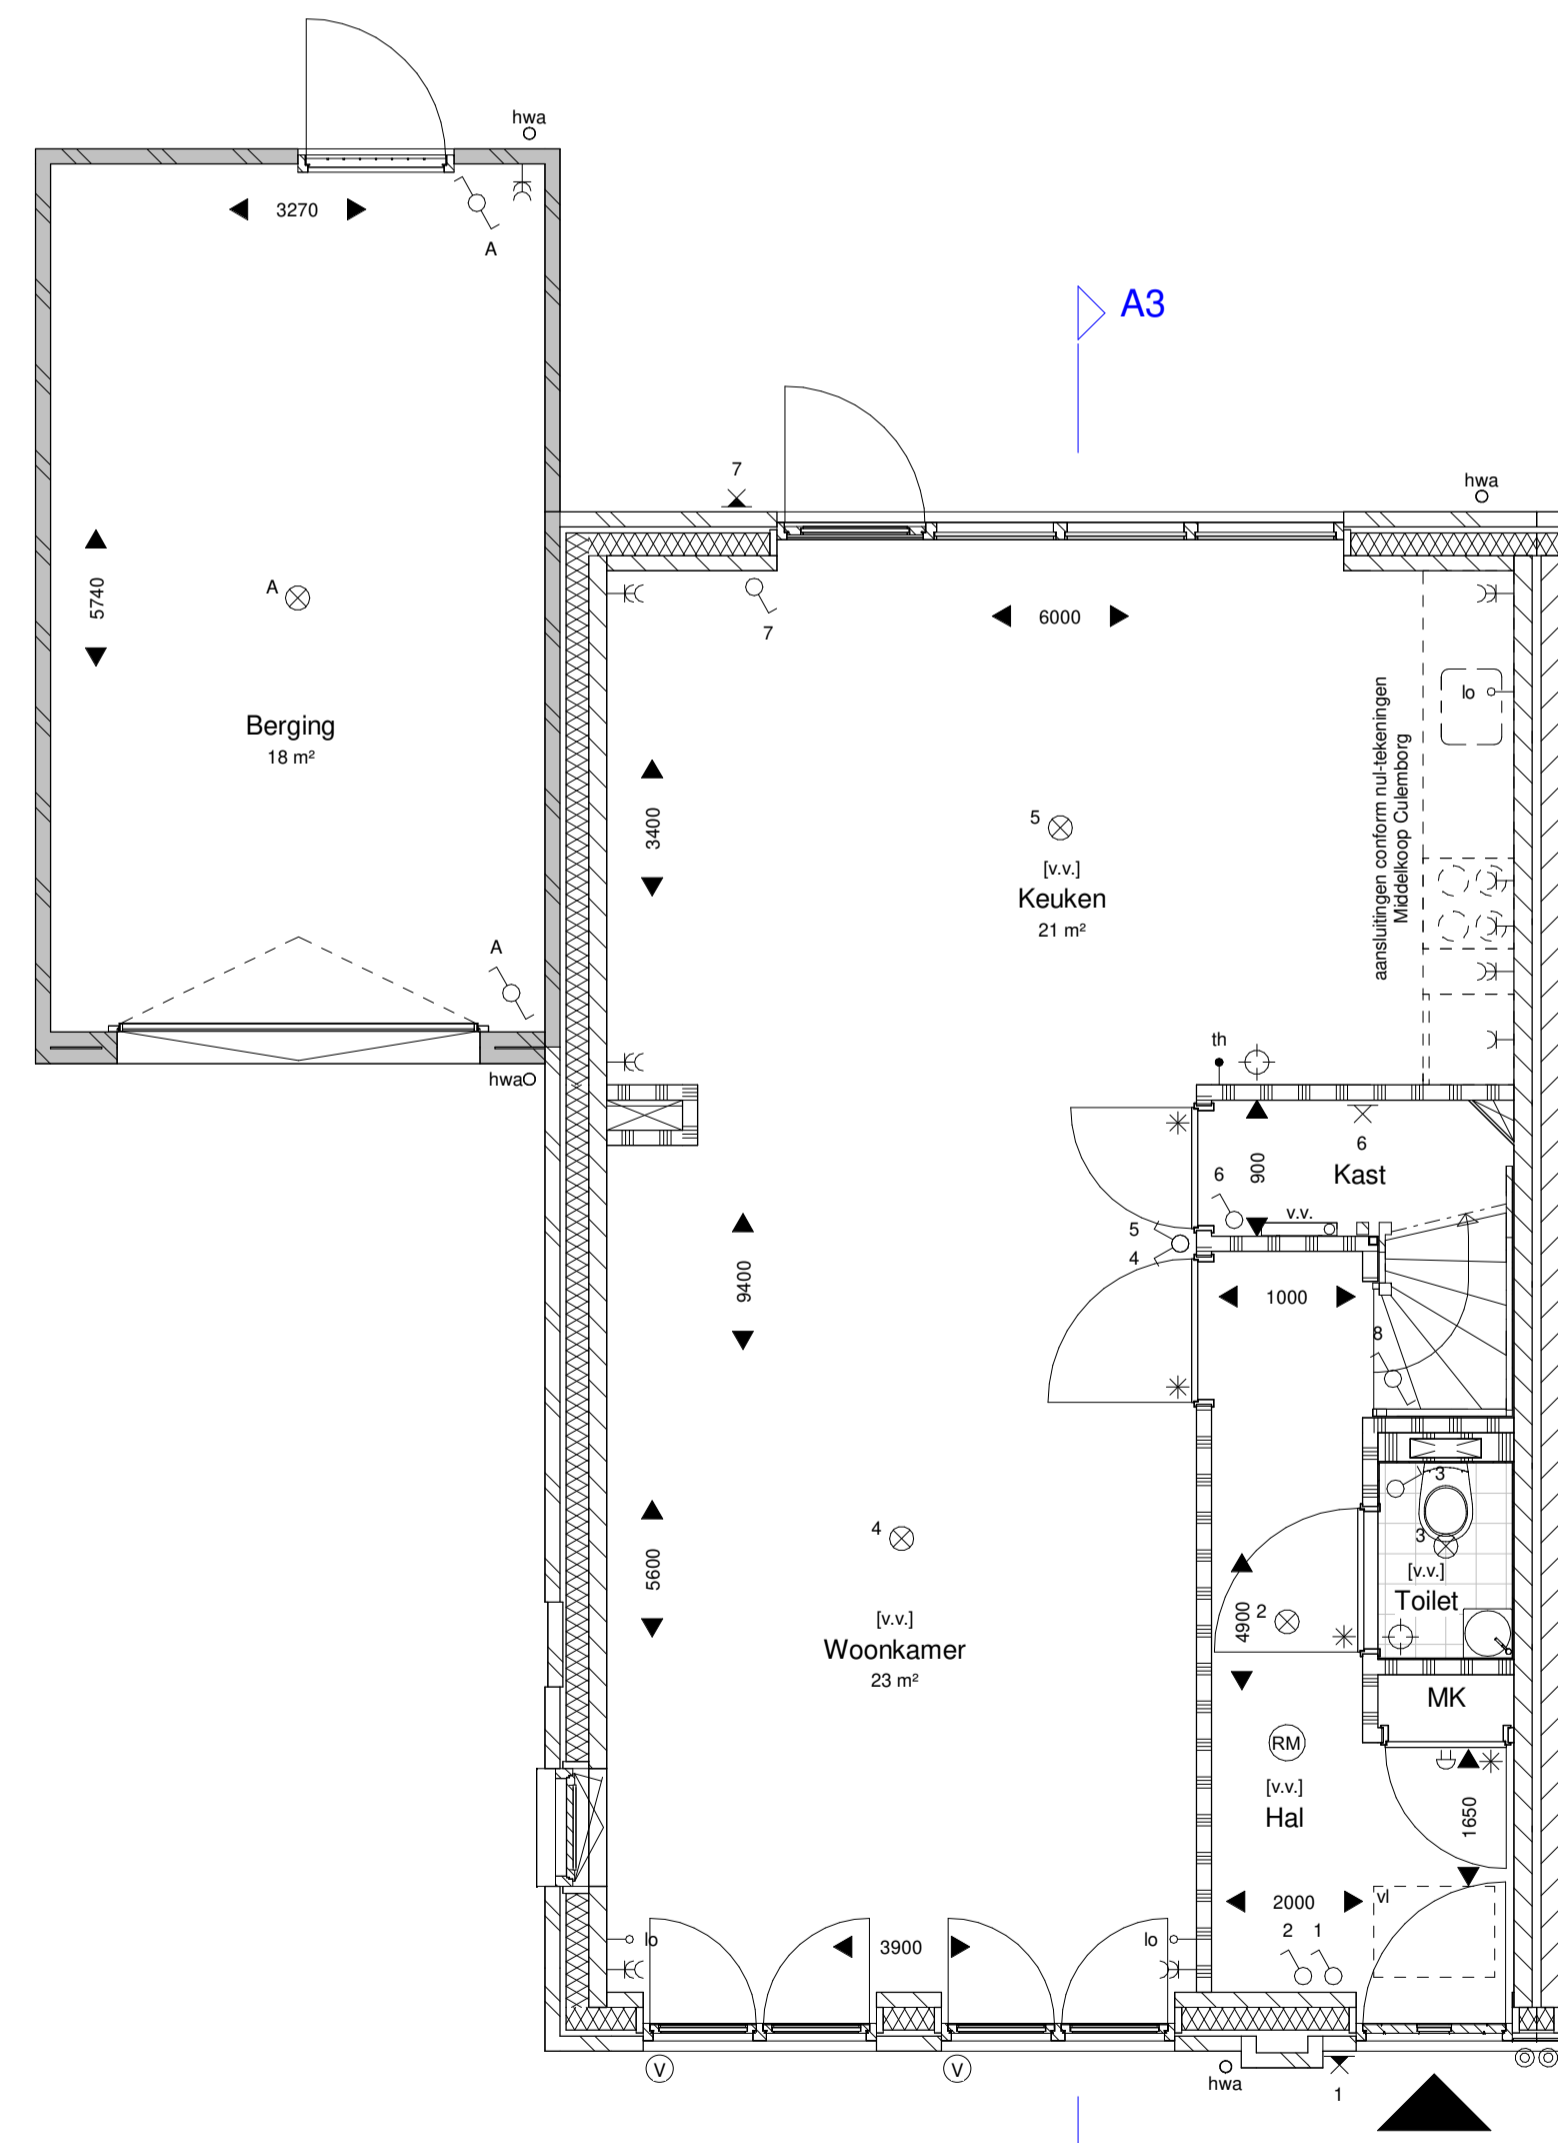 hwa
3270
A
A3
7
hwa
5740
A
7
6000
lo
Berging
18 m²
3400
5
[v.v.]
Keuken
21 m²
aansluitingen conform nul-tekeningen
Middelkoop Culemborg
A
hwa
th
6
900
6
Kast
v.v.
5
4
9400
1000
8
3
4
5600
3
[v.v.]
Toilet
4900
2
[v.v.]
Woonkamer
23 m²
MK
RM
[v.v.]
Hal
1650
2000
vl
lo
3900
lo
2
1
V
V
hwa
1